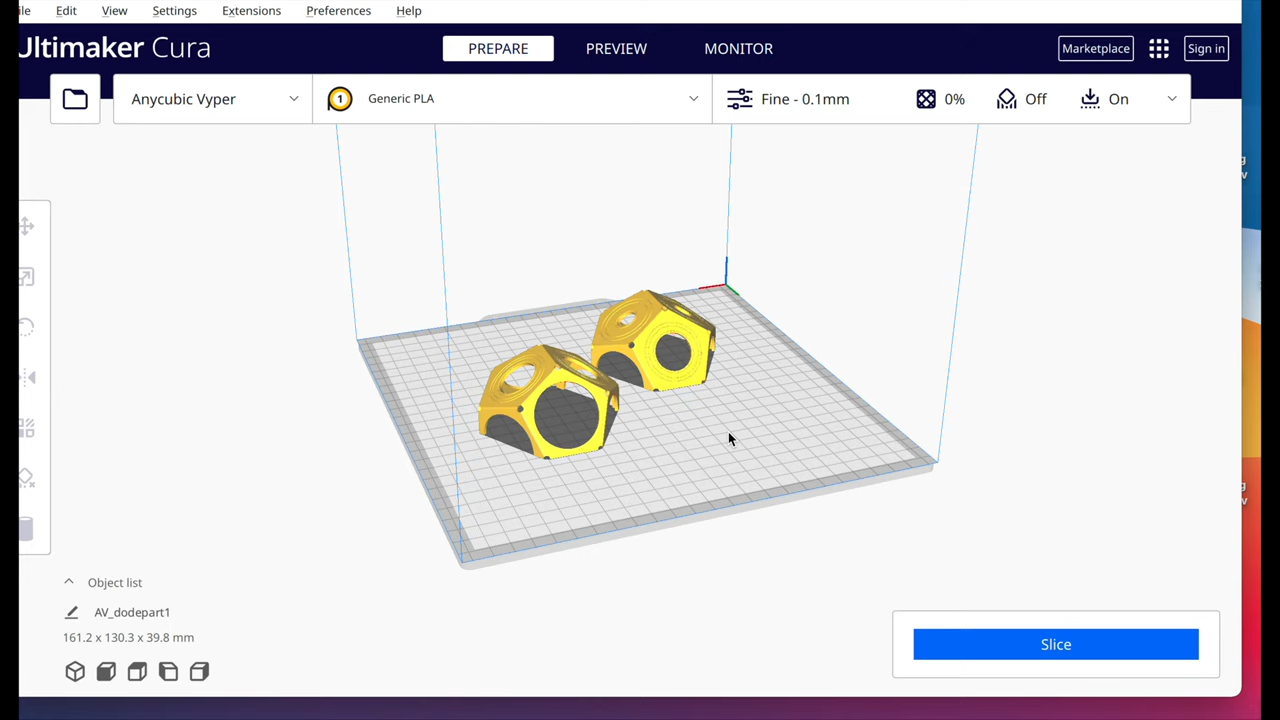 ile Edit View Settings Extensions Preferences Help
Ultimaker Cura PREPARE PREVIEW MONITOR Marketplace Sign in
Anycubic Vyper 1 Generic PLA Fine - 0.1mm 0% Off On
Object list
AV_dodepart1
161.2 x 130.3 x 39.8 mm
Slice